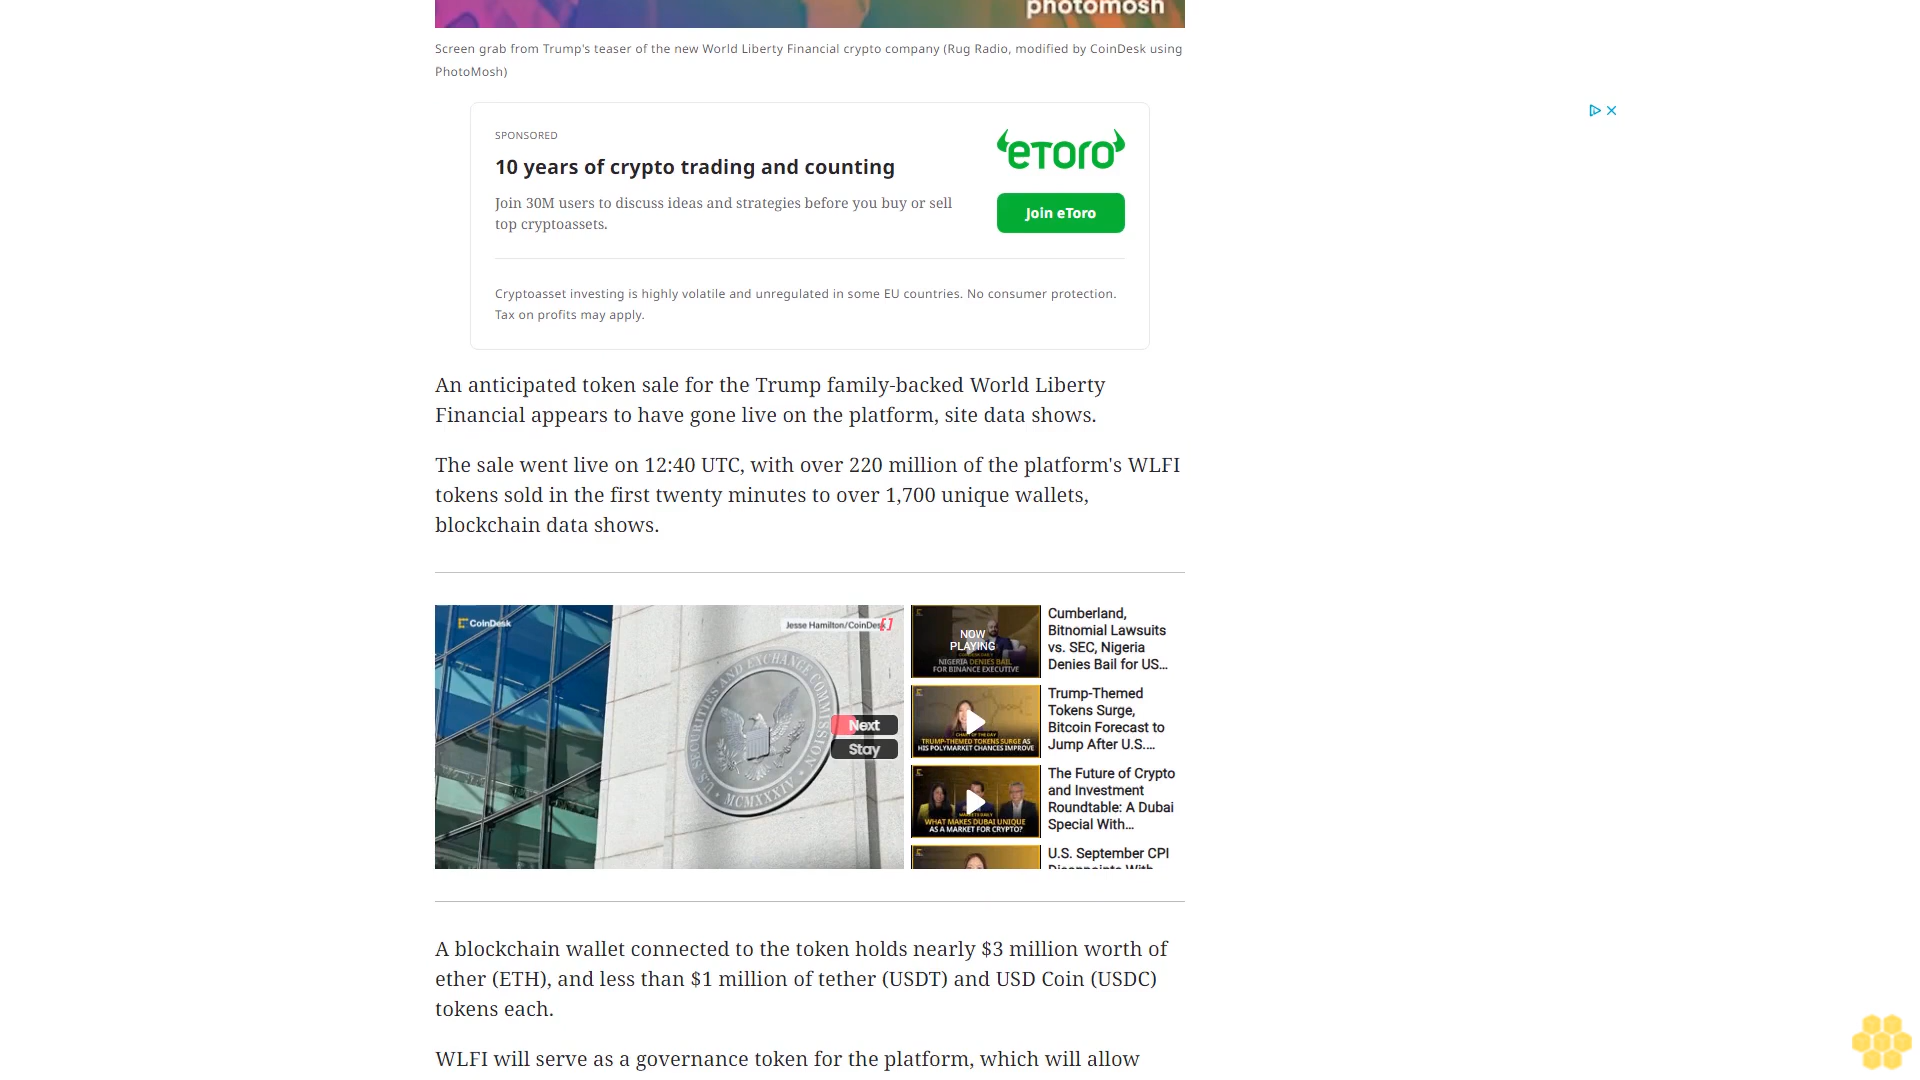 photomosh
Screen grab from Trump's teaser of the new World Liberty Financial crypto company (Rug Radio, modified by CoinDesk using
PhotoMosh)
SPONSORED
10 years of crypto trading and counting
Join 30M users to discuss ideas and strategies before you buy or sell
top cryptoassets.
eToro
Join eToro
Cryptoasset investing is highly volatile and unregulated in some EU countries. No consumer protection.
Tax on profits may apply.
An anticipated token sale for the Trump family-backed World Liberty
Financial appears to have gone live on the platform, site data shows.
The sale went live on 12:40 UTC, with over 220 million of the platform's WLFI
tokens sold in the first twenty minutes to over 1,700 unique wallets,
blockchain data shows.
CoinDesk
Jesse Hamilton/CoinDesk
U.S. SECURITIES AND EXCHANGE COMMISSION
MCMXXXIV
Next
Stay
NOW
PLAYING
NIGERIA DENIES BAIL
FOR BINANCE EXECUTIVE
Cumberland,
Bitnomial Lawsuits
vs. SEC, Nigeria
Denies Bail for US...
CHART OF THE DAY
TRUMP-THEMED TOKENS SURGE AS
HIS POLYMARKET CHANCES IMPROVE
Trump-Themed
Tokens Surge,
Bitcoin Forecast to
Jump After U.S....
MARKETS DAILY
WHAT MAKES DUBAI UNIQUE
AS A MARKET FOR CRYPTO?
The Future of Crypto
and Investment
Roundtable: A Dubai
Special With...
U.S. September CPI
Disappoints With
A blockchain wallet connected to the token holds nearly $3 million worth of
ether (ETH), and less than $1 million of tether (USDT) and USD Coin (USDC)
tokens each.
WLFI will serve as a governance token for the platform, which will allow